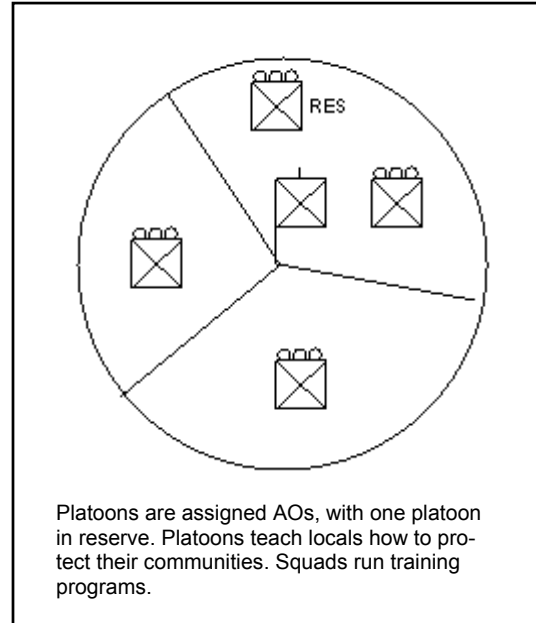 RES
Platoons are assigned AOs, with one platoon
in reserve. Platoons teach locals how to pro-
tect their communities. Squads run training
programs.